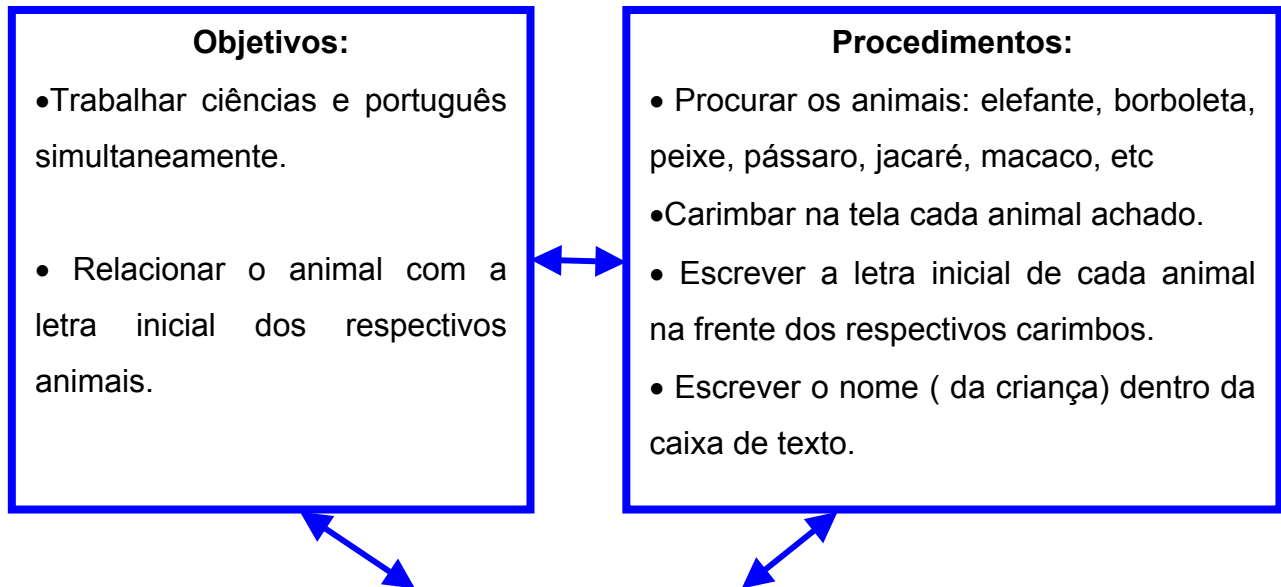 Objetivos:
•Trabalhar ciências e português
simultaneamente.
• Relacionar o animal com a
letra inicial dos respectivos
animais.
Procedimentos:
• Procurar os animais: elefante, borboleta,
peixe, pássaro, jacaré, macaco, etc
•Carimbar na tela cada animal achado.
• Escrever a letra inicial de cada animal
na frente dos respectivos carimbos.
• Escrever o nome ( da criança) dentro da
caixa de texto.